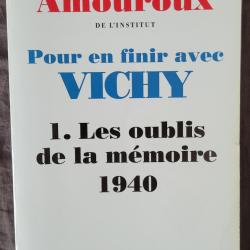 Amouroux
DE L'INSTITUT
Pour en finir avec
VICHY
1. Les oublis
de la mémoire
1940